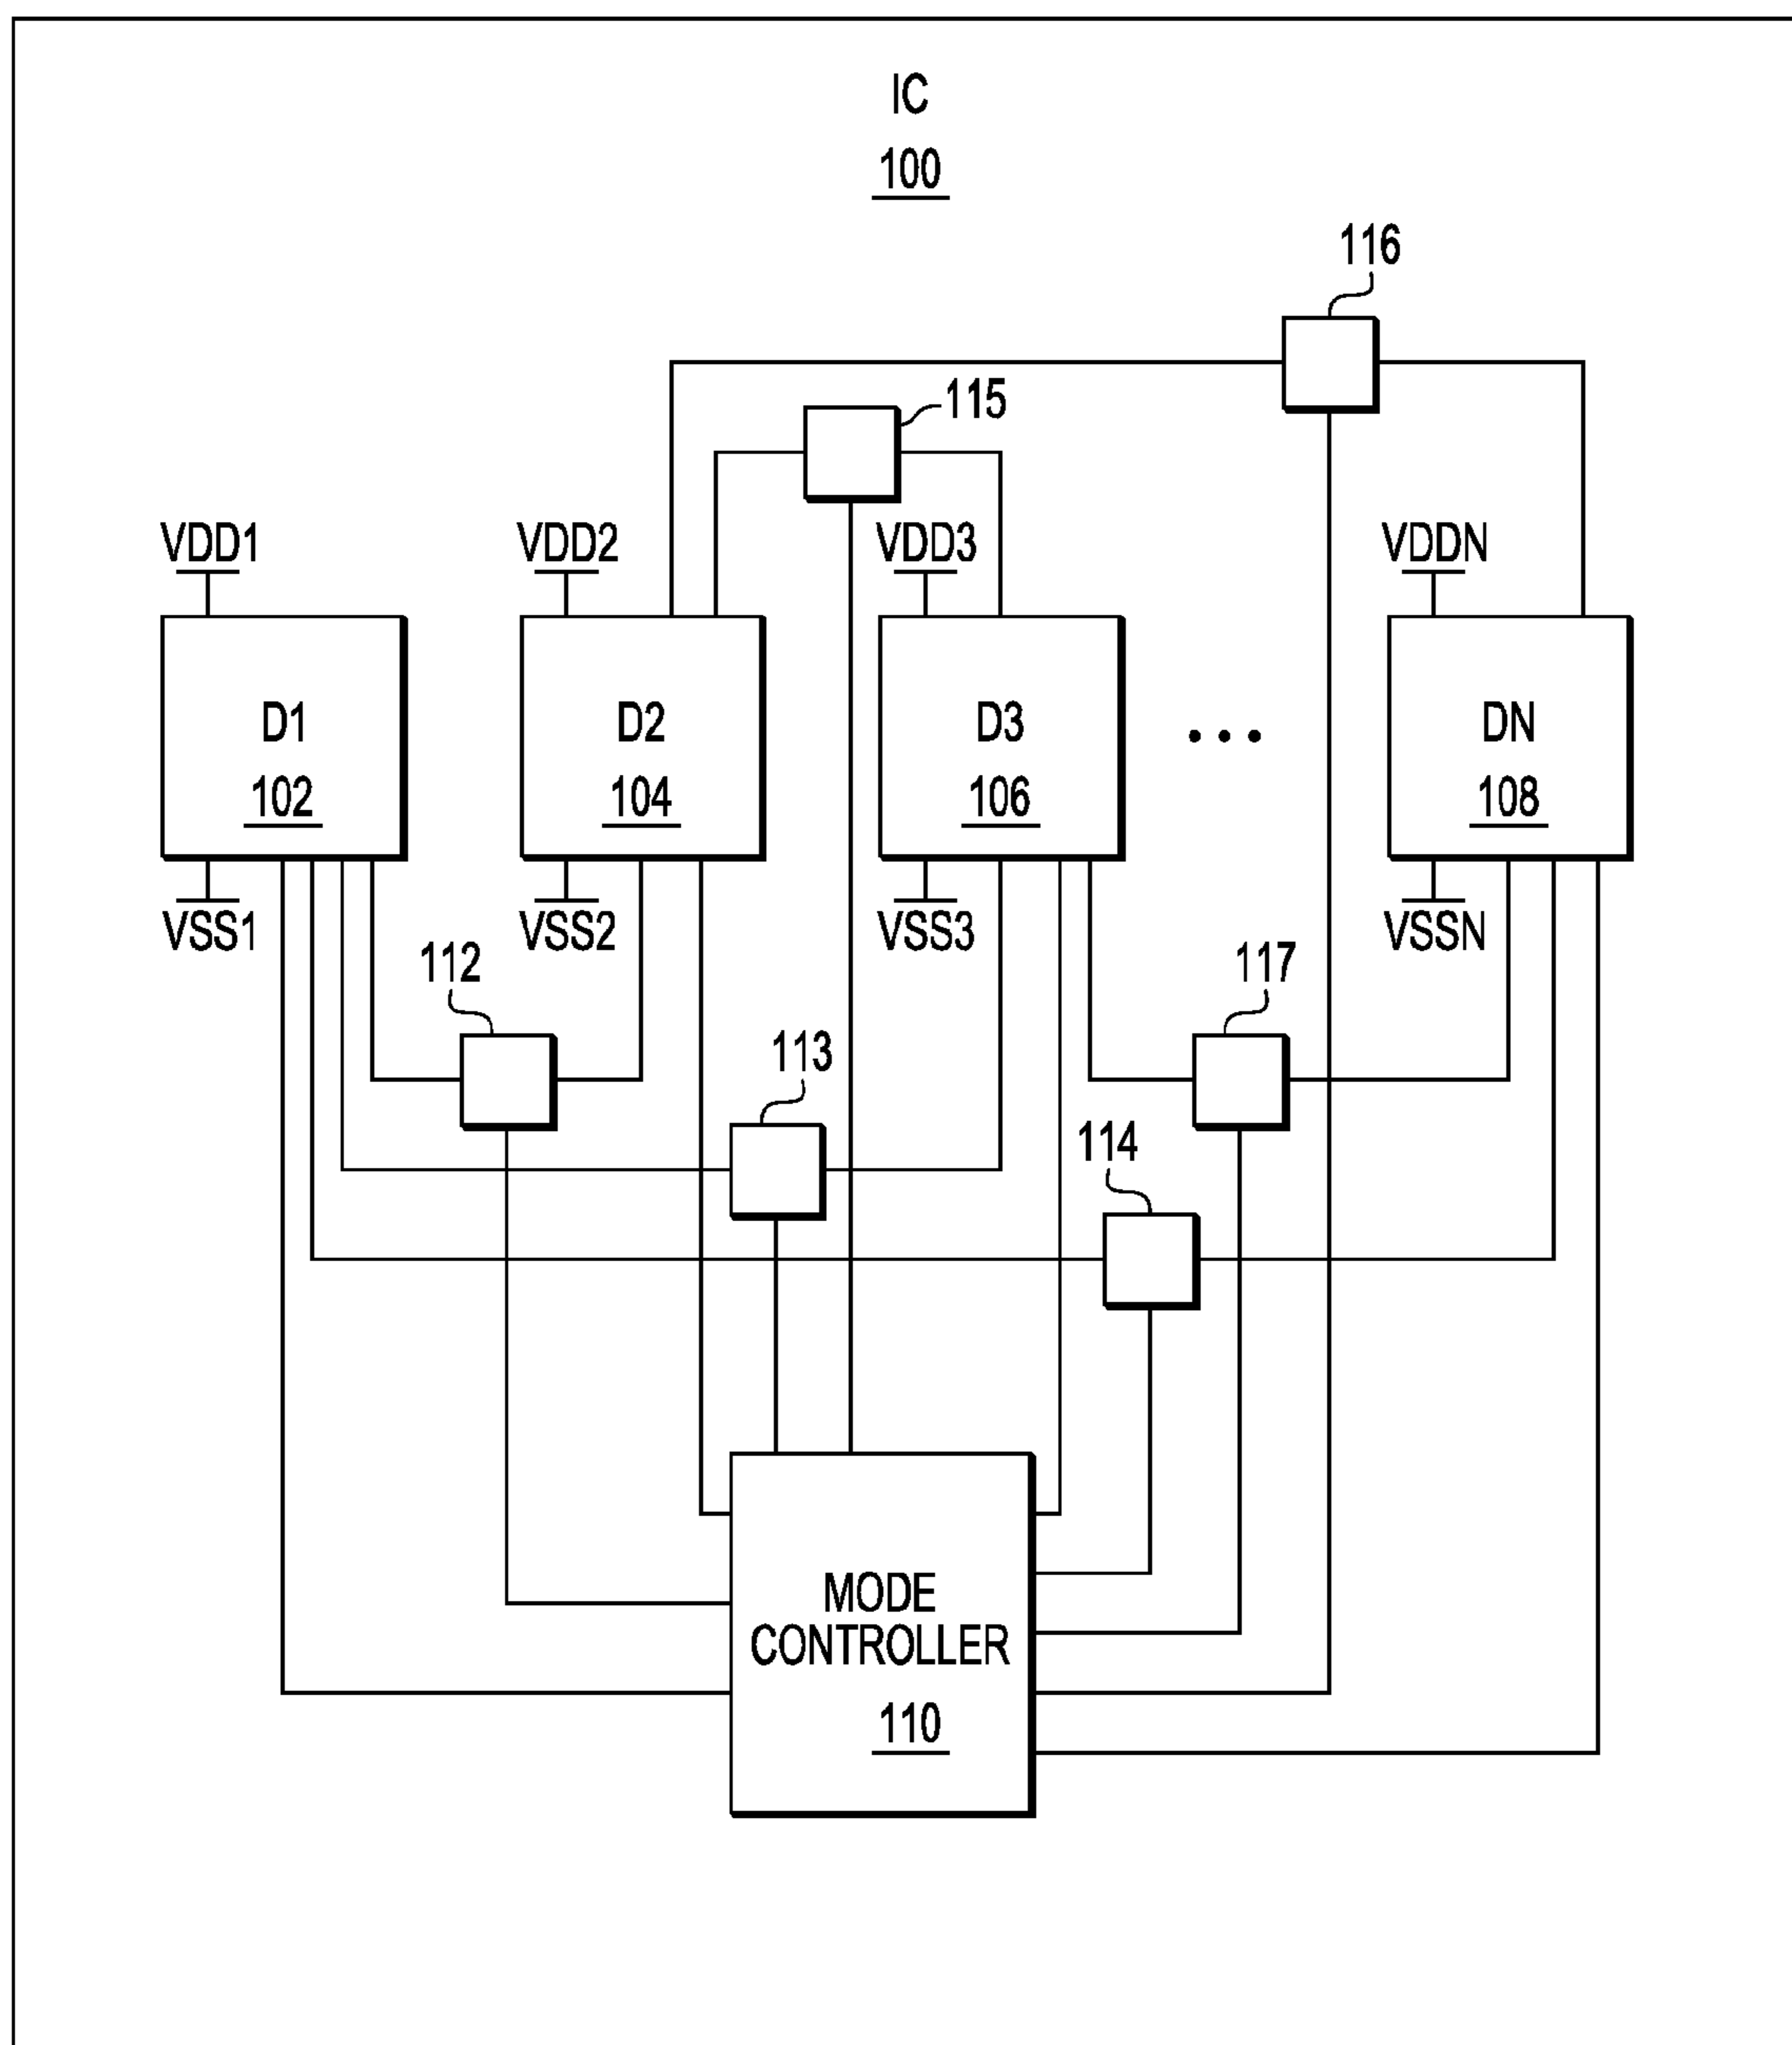 IC
100
116
115
VDD1
VDD2
VDD3
VDDN
D1
D2
D3
...
DN
102
104
106
108
VSS1
VSS2
VSS3
VSSN
112
117
113
114
MODE
CONTROLLER
110